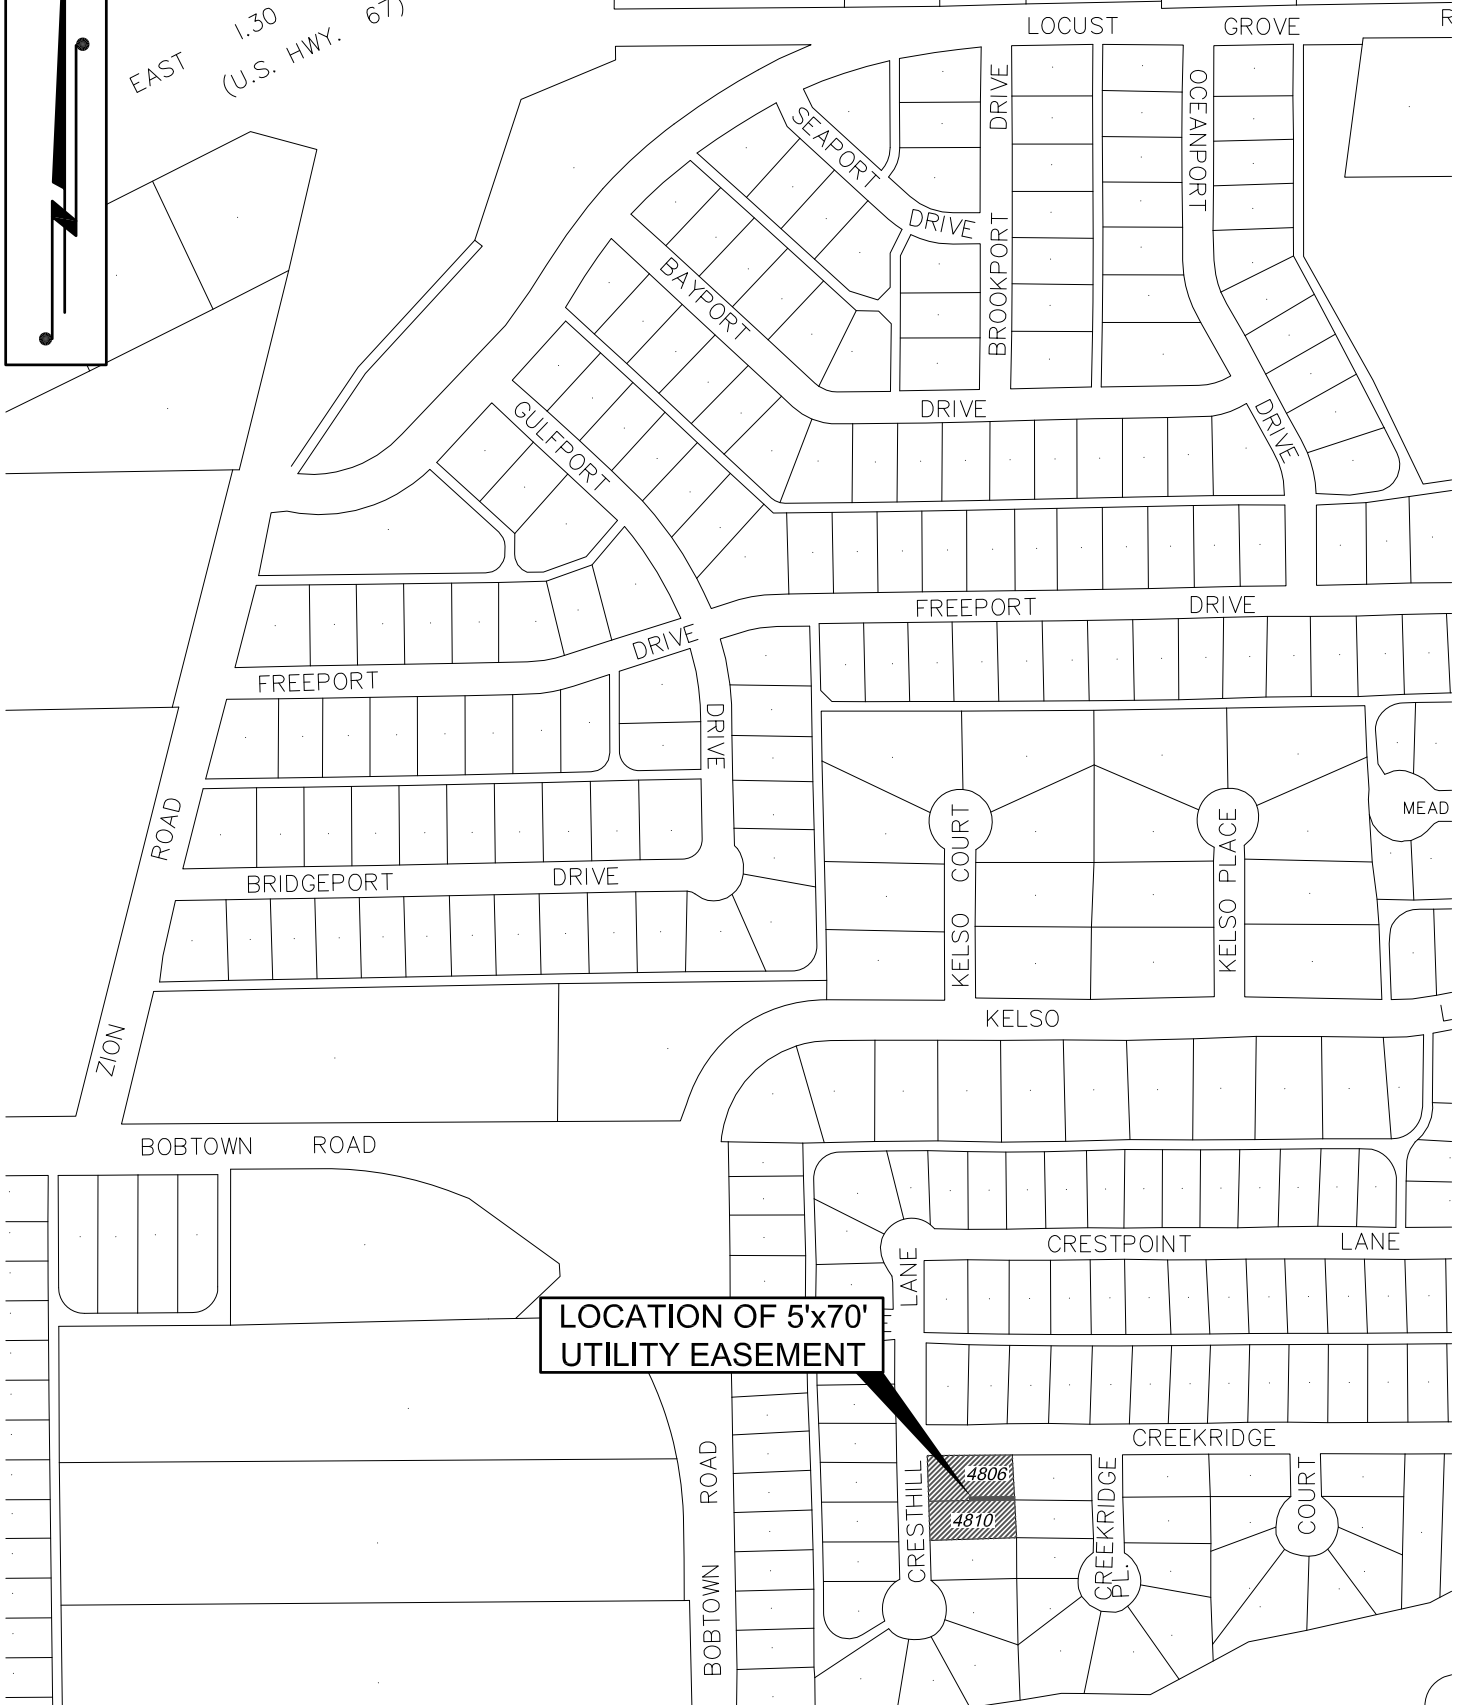 EAST I.30
(U.S. HWY. 67)
LOCUST GROVE R
SEAPORT DRIVE
BROOKPORT DRIVE
OCEANPORT DRIVE
BAYPORT DRIVE
GULFPORT DRIVE
FREEPORT DRIVE
FREEPORT DRIVE
BRIDGEPORT DRIVE
ZION ROAD
KELSO COURT
KELSO PLACE
MEAD
KELSO L
BOBTOWN ROAD
CRESTPOINT LANE
LOCATION OF 5'x70'
UTILITY EASEMENT
CRESTHILL LANE
CREEKRIDGE
4806
4810
CREEKRIDGE
PL.
COURT
BOBTOWN ROAD